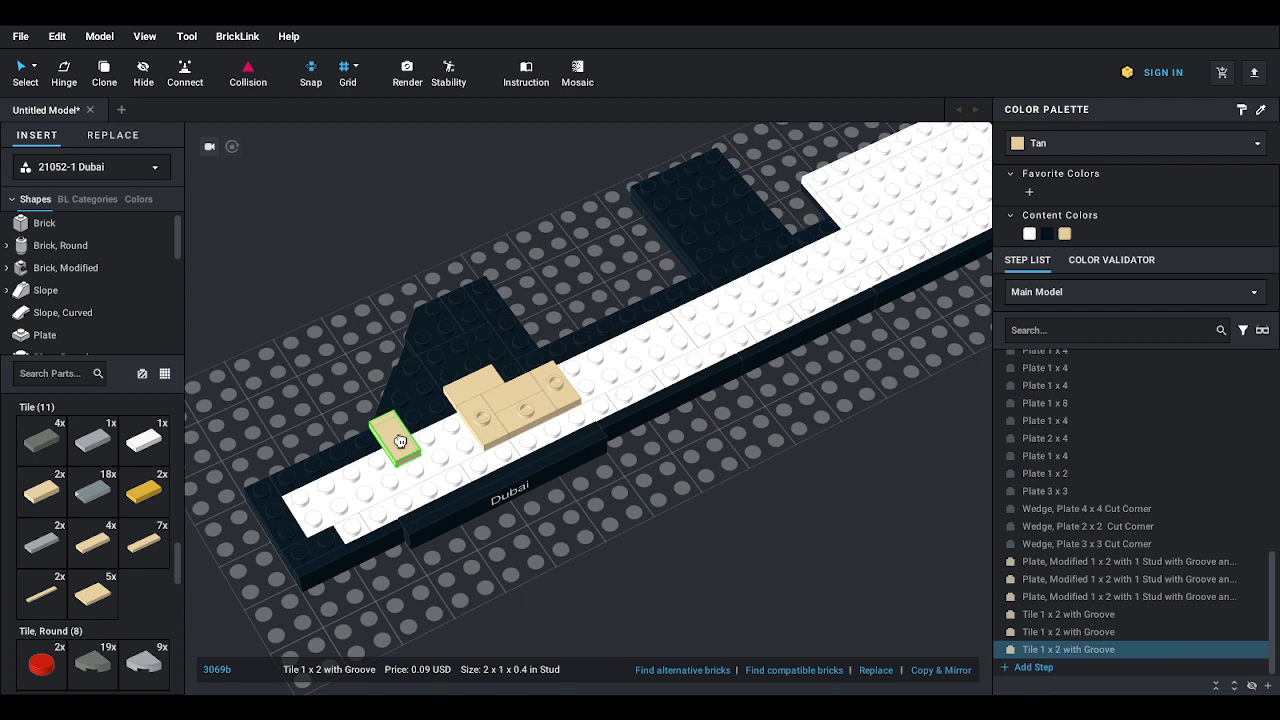 File Edit Model View Tool BrickLink Help
Select Hinge Clone Hide Connect Collision Snap Grid Render Stability Instruction Mosaic SIGN IN
Untitled Model*
INSERT REPLACE
21052-1 Dubai
Shapes BL Categories Colors
Brick
Brick, Round
Brick, Modified
Slope
Slope, Curved
Plate
Search Parts...
Tile (11)
4x 1x 1x
2x 18x 2x
2x 4x 7x
2x 5x
Tile, Round (8)
2x 19x 9x
Dubai
3069b Tile 1 x 2 with Groove Price: 0.09 USD Size: 2 x 1 x 0.4 in Stud Find alternative bricks | Find compatible bricks | Replace | Copy & Mirror
COLOR PALETTE
Tan
Favorite Colors
Content Colors
STEP LIST COLOR VALIDATOR
Main Model
Search...
Plate 1 x 4
Plate 1 x 4
Plate 1 x 4
Plate 1 x 8
Plate 1 x 4
Plate 2 x 4
Plate 1 x 4
Plate 1 x 2
Plate 3 x 3
Wedge, Plate 4 x 4 Cut Corner
Wedge, Plate 2 x 2 Cut Corner
Wedge, Plate 3 x 3 Cut Corner
Plate, Modified 1 x 2 with 1 Stud with Groove an...
Plate, Modified 1 x 2 with 1 Stud with Groove an...
Plate, Modified 1 x 2 with 1 Stud with Groove an...
Tile 1 x 2 with Groove
Tile 1 x 2 with Groove
Tile 1 x 2 with Groove
+ Add Step